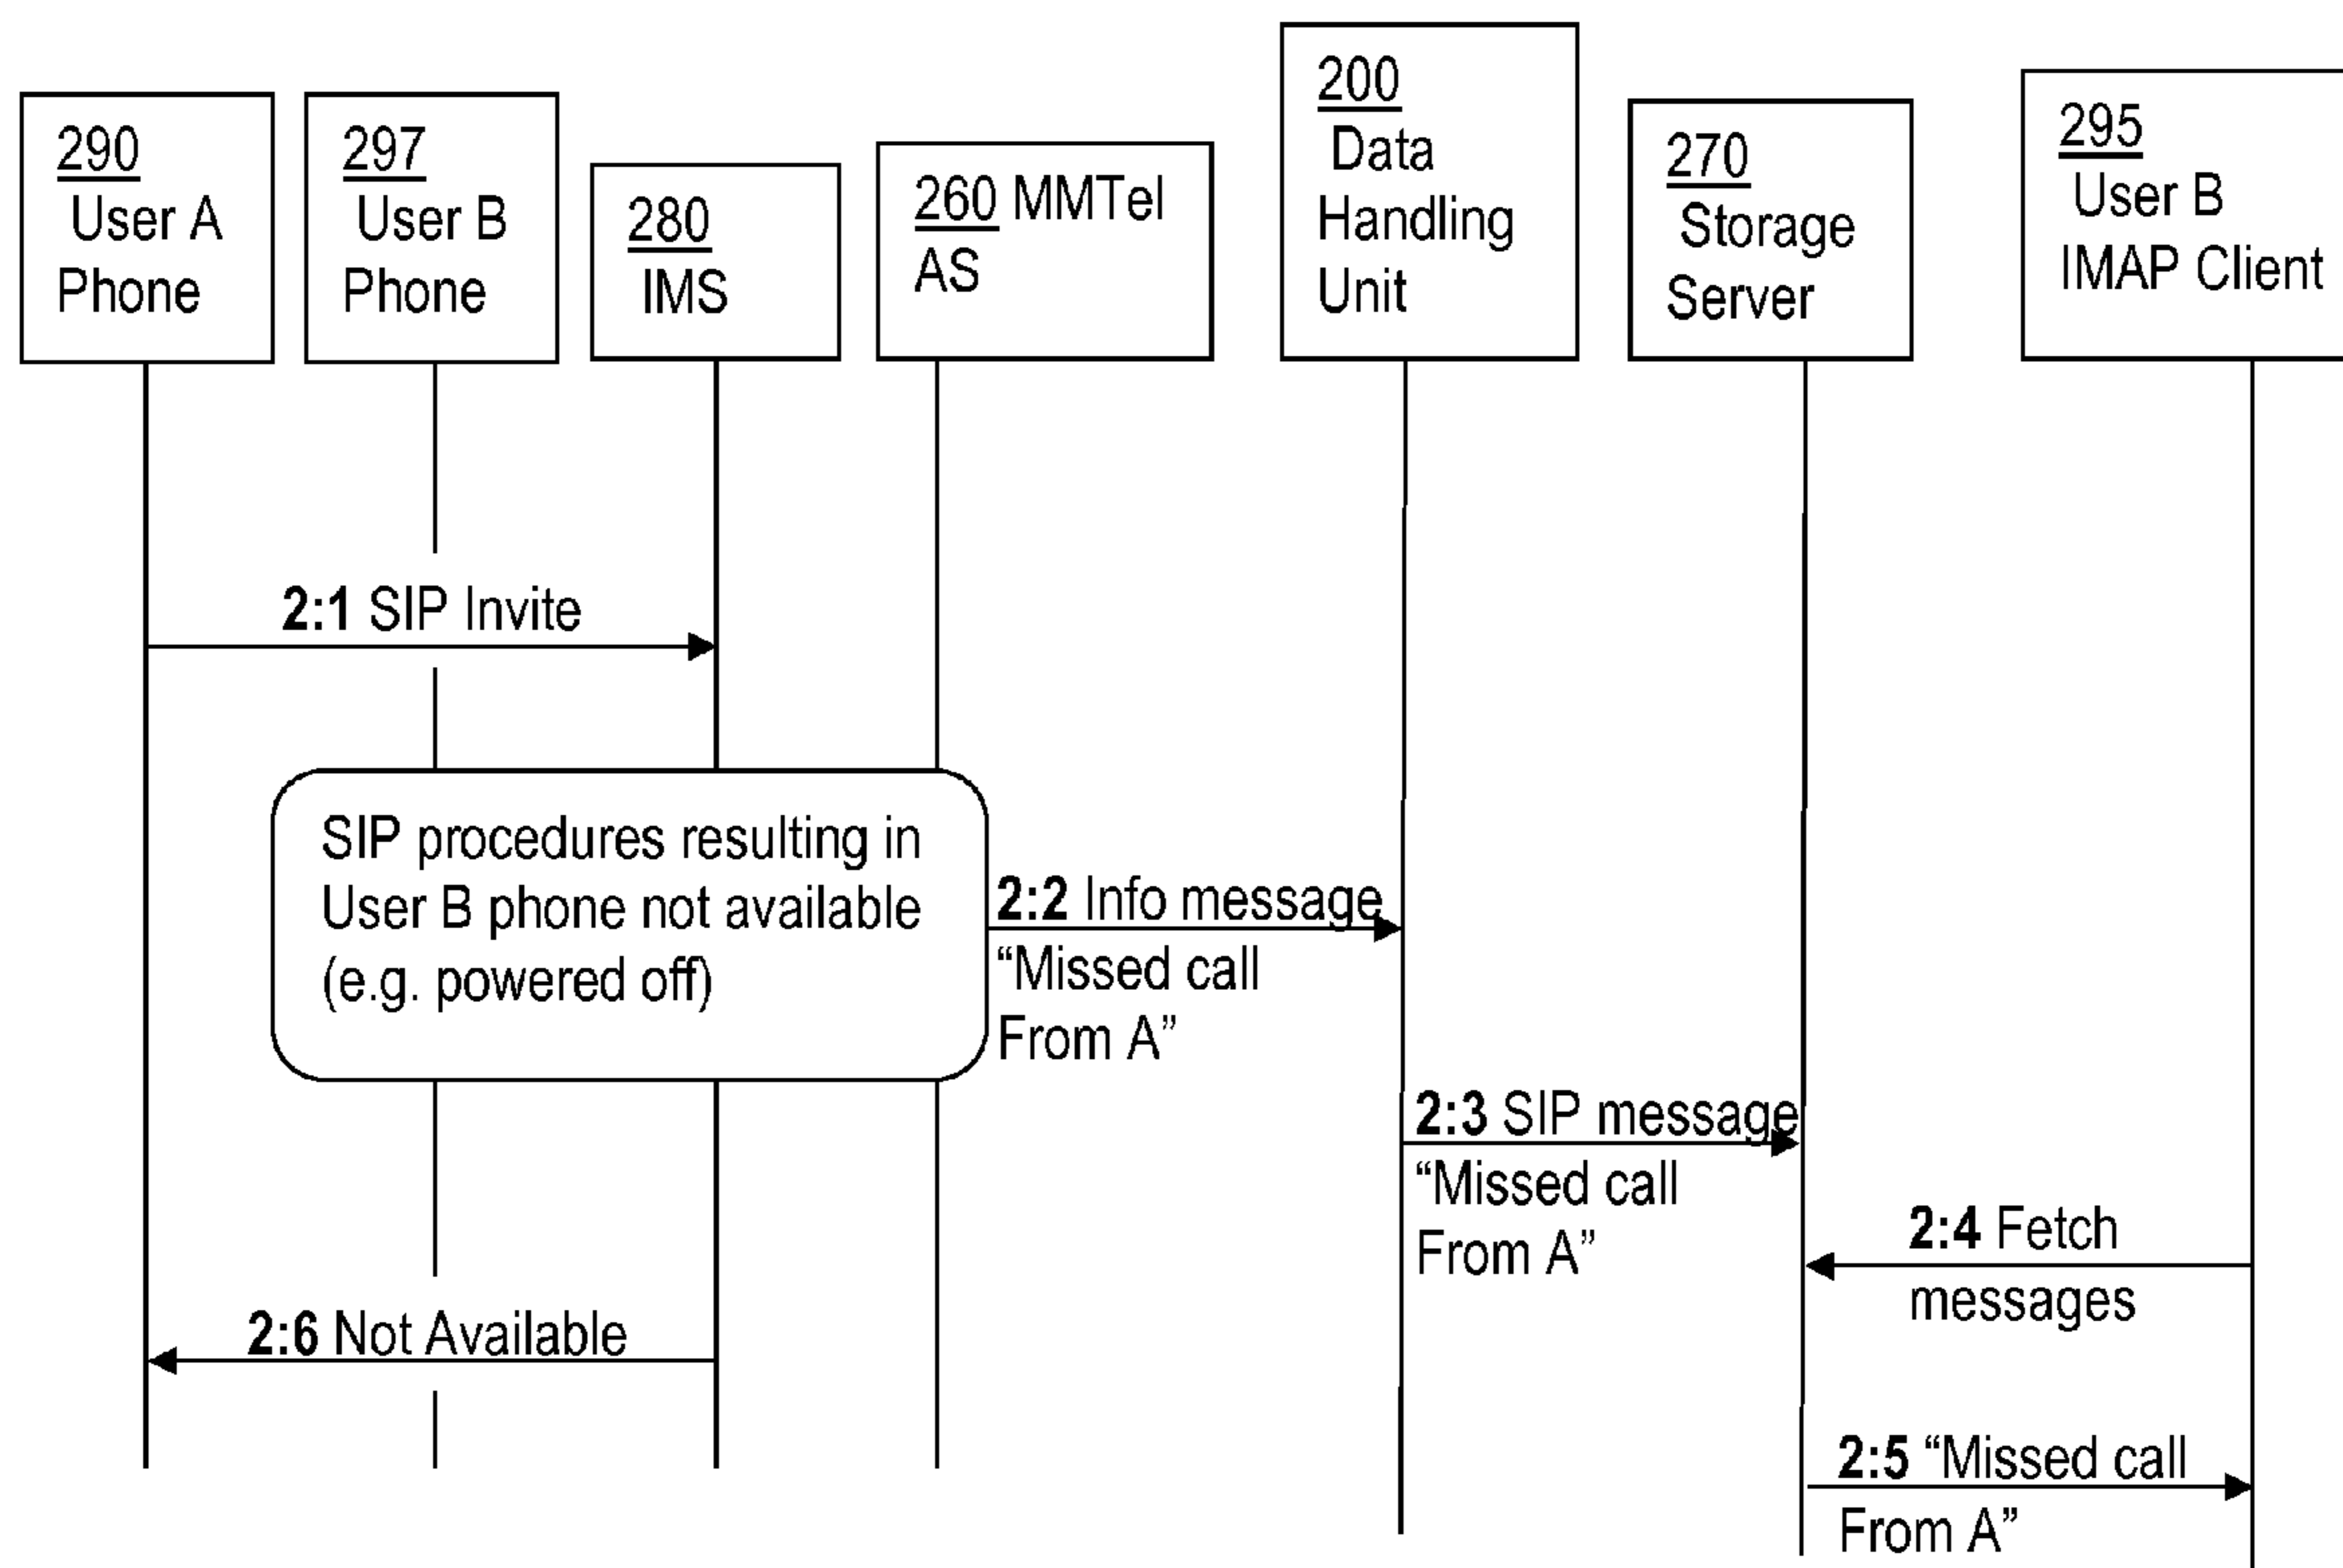 290
User A
Phone
297
User B
Phone
280
IMS
260 MMTel
AS
200
Data
Handling
Unit
270
Storage
Server
295
User B
IMAP Client
2:1 SIP Invite
SIP procedures resulting in
User B phone not available
(e.g. powered off)
2:2 Info message
“Missed call
From A”
2:3 SIP message
“Missed call
From A”
2:4 Fetch
messages
2:6 Not Available
2:5 “Missed call
From A”